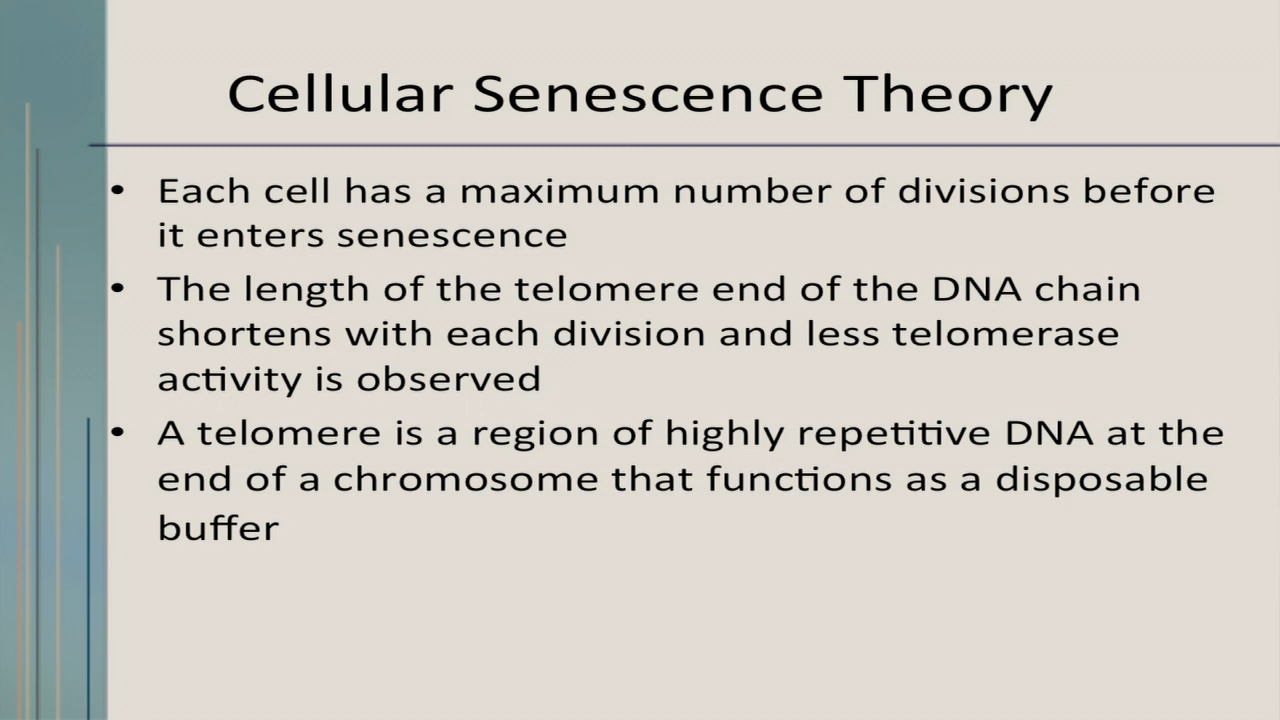 Cellular Senescence Theory
• Each cell has a maximum number of divisions before
it enters senescence
• The length of the telomere end of the DNA chain
shortens with each division and less telomerase
activity is observed
• A telomere is a region of highly repetitive DNA at the
end of a chromosome that functions as a disposable
buffer